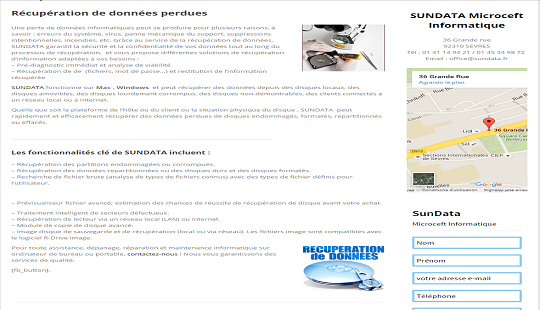 Récupération de données perdues
Une perte de données informatiques peut se produire pour plusieurs raisons, à
savoir : erreurs du système, virus, panne mécanique du support, suppressions
intentionnelles, incendies, etc. Grâce au service de la récupération de données,
SUNDATA garantit la sécurité et la confidentialité de vos données tout au long du
processus de récupération, et vous propose différentes solutions de récupération
d'information adaptées à vos besoins :
– Pré-diagnostic immédiat et analyse de viabilité
– Récupération de de (fichiers, mot de passe...) et restitution de l'information
récupérée
SUNDATA fonctionne sur Mac , Windows et peut récupérer des données depuis des disques locaux, des
disques amovibles, des disques lourdement corrompus, des disques non-démontrables, des clients connectés à
un réseau local ou à Internet.
Quelle que soit la plateforme de l'hôte ou du client ou la situation physique du disque , SUNDATA peut
rapidement et efficacement récupérer des données perdues de disques endommagés, formatés, repartitionnés
ou effacés.
Les fonctionnalités clé de SUNDATA incluent :
– Récupération des partitions endommagées ou corrompues.
– Récupération des données repartitionnées ou des disques durs et des disques formatés.
– Recherche de fichier brute (analyse de types de fichiers connus) avec des types de fichier définis pour
l'utilisateur.
– Prévisualiseur fichier avancé: estimation des chances de réussite de récupération de disque avant votre achat.
– Traitement intelligent de secteurs défectueux.
– Récupération de lecteur via un réseau local (LAN) ou Internet
– Module de copie de disque avancé.
– Image disque de sauvegarde et de récupération (local ou via réseau). Les fichiers image sont compatibles avec
le logiciel R-Drive Image.
Pour toute assistance, dépanage, réparation et maintenance informatique sur
ordinateur de bureau ou portable, contactez-nous ! Nous vous garantissons des
services de qualité.
{fb_button}.
RECUPERATION
de DONNÉES
SUNDATA Microceft
Informatique
36 Grande rue
92310 SEVRES
Tél : 01 41 14 94 21 / 01 45 34 98 72
Email : office@sundata.fr
36 Grande Rue
Agrandir le plan
Lidl
36 Grande
Square Car
Sel
Sections Internationales
de Sèvres
CEP
Google
Conditions d'utilisation
Signaler une erreur
SunData
Microceft Informatique
Nom
Prénom
votre adresse e-mail
Téléphone